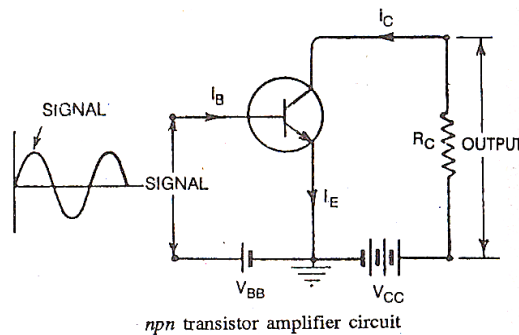 i_C
I_B
SIGNAL
R_C
OUTPUT
SIGNAL
I_E
V_BB
V_CC
npn transistor amplifier circuit